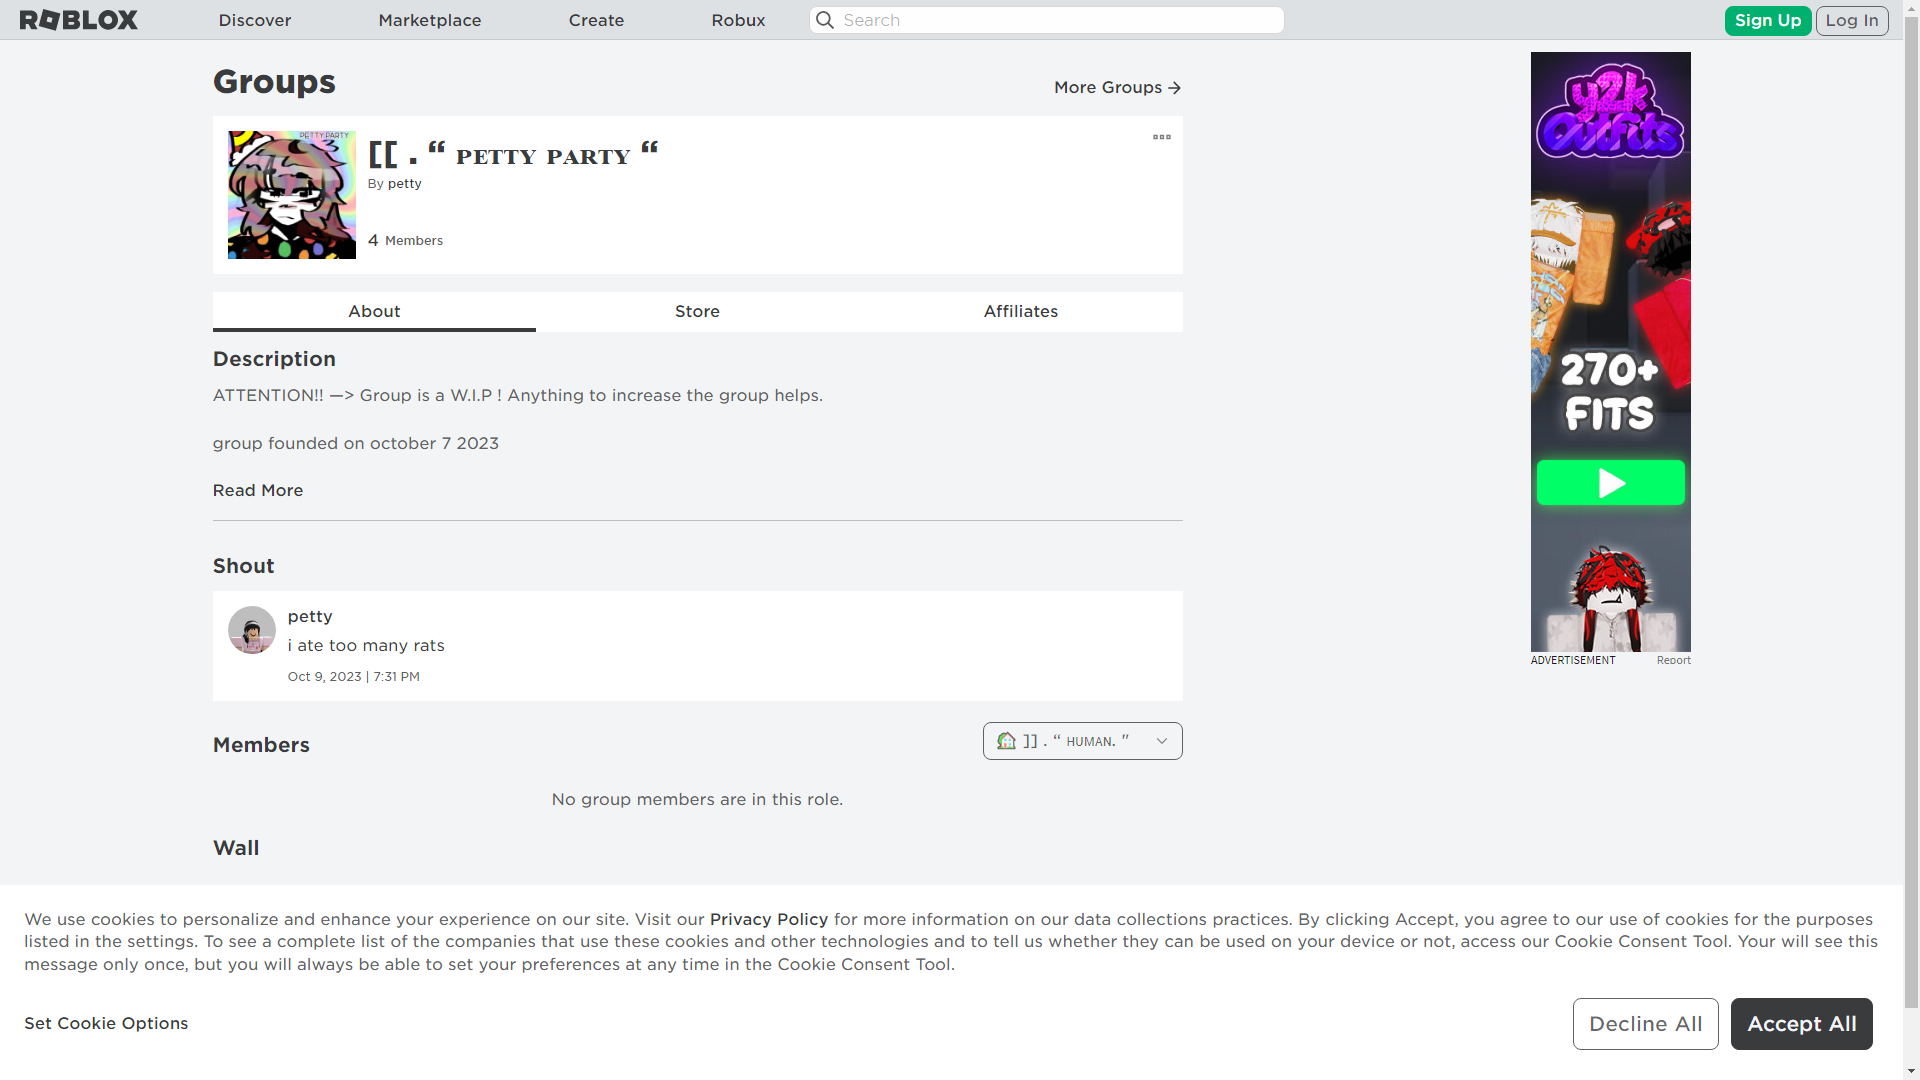 ROBLOX Discover Marketplace Create Robux Search Sign Up Log In
Groups
More Groups
PETTY PARTY
[[ . “ ᴘᴇᴛᴛʏ ᴘᴀʀᴛʏ “
By petty
4 Members
About Store Affiliates
Description
ATTENTION!! —> Group is a W.I.P ! Anything to increase the group helps.
group founded on october 7 2023
Read More
Shout
petty
i ate too many rats
Oct 9, 2023 | 7:31 PM
Members
🏠 ]] . “ ʜᴜᴍᴀɴ. ”
No group members are in this role.
Wall
y2k
Outfits
270+
FITS
ADVERTISEMENT Report
We use cookies to personalize and enhance your experience on our site. Visit our Privacy Policy for more information on our data collections practices. By clicking Accept, you agree to our use of cookies for the purposes
listed in the settings. To see a complete list of the companies that use these cookies and other technologies and to tell us whether they can be used on your device or not, access our Cookie Consent Tool. Your will see this
message only once, but you will always be able to set your preferences at any time in the Cookie Consent Tool.
Set Cookie Options
Decline All
Accept All